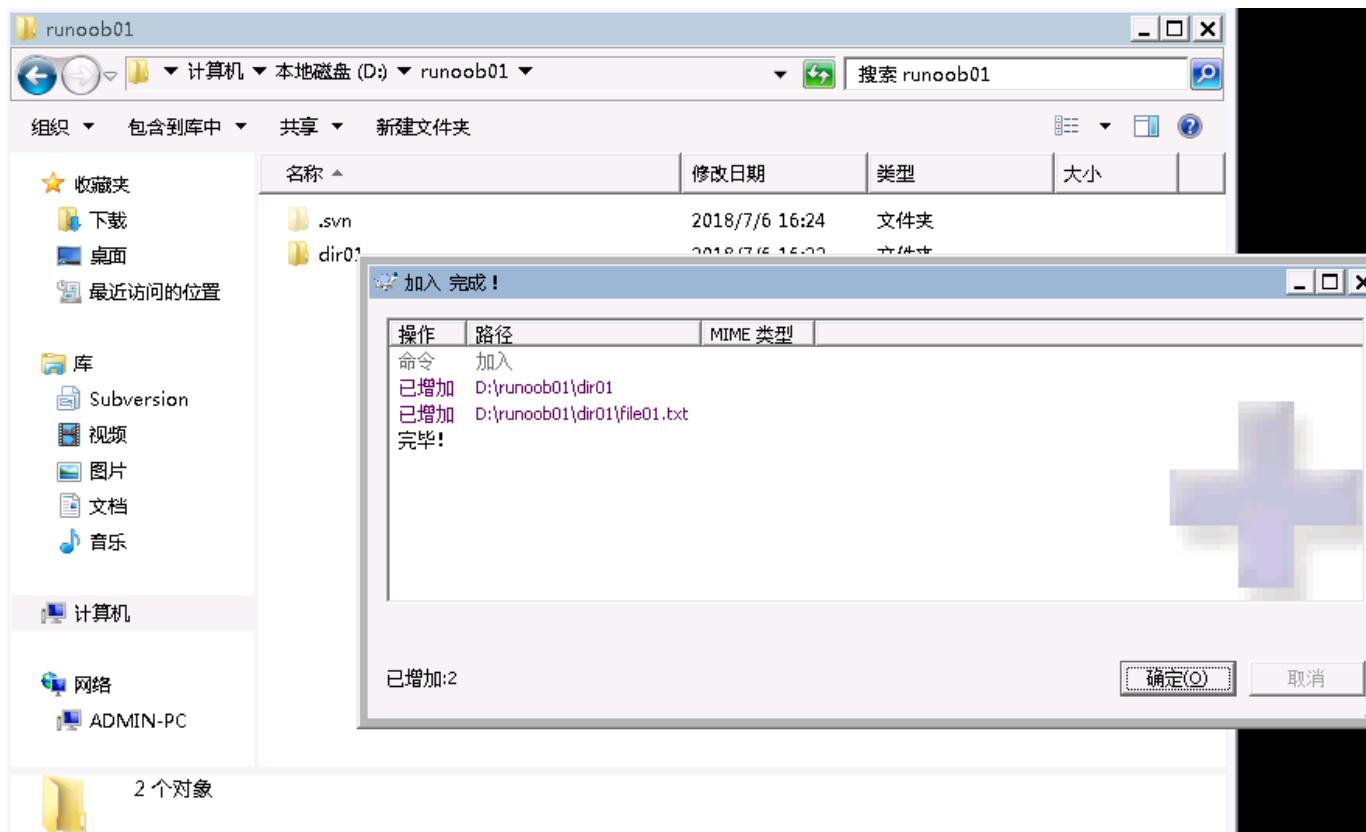 runoob01
计算机 本地磁盘 (D:) runoob01
搜索 runoob01
组织 包含到库中 共享 新建文件夹
名称 修改日期 类型 大小
收藏夹
下载
桌面
最近访问的位置
库
Subversion
视频
图片
文档
音乐
计算机
网络
ADMIN-PC
.svn 2018/7/6 16:24 文件夹
加入 完成!
操作 路径 MIME 类型
命令 加入
已增加 D:\runoob01\dir01
已增加 D:\runoob01\dir01\file01.txt
完毕!
已增加:2
确定(O) 取消
2 个对象